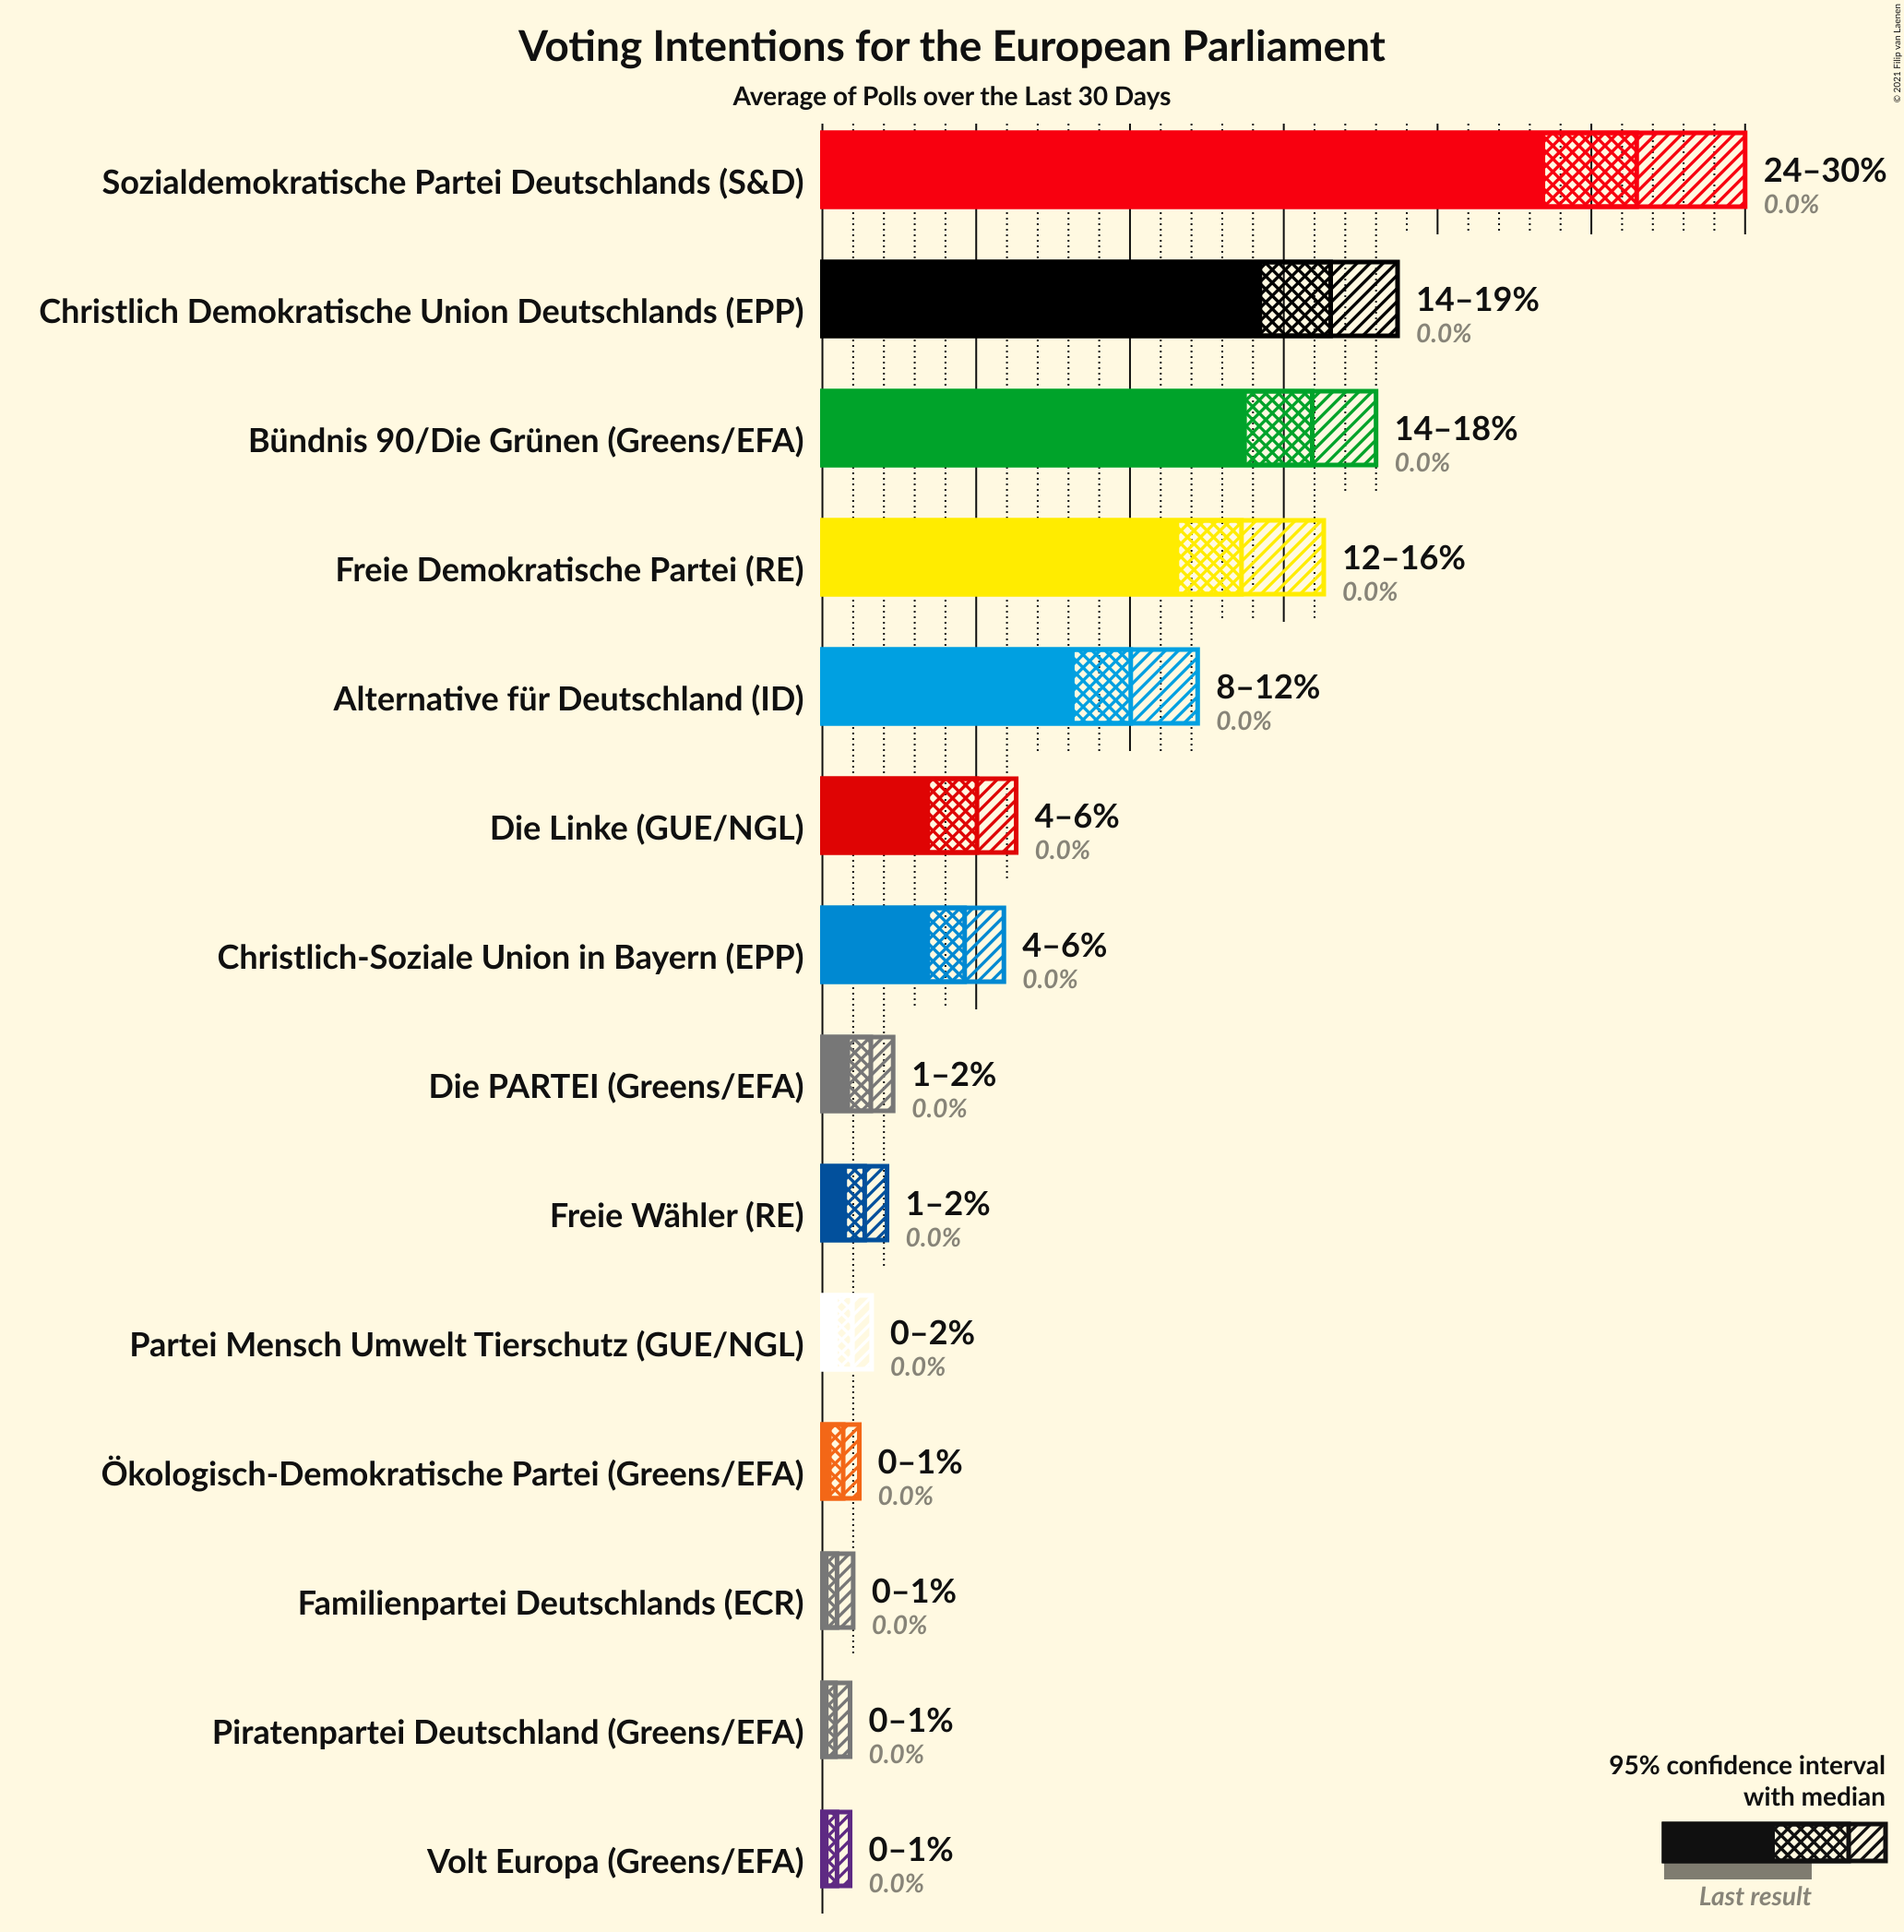 © 2021 Filip van Laenen
Voting Intentions for the European Parliament
Average of Polls over the Last 30 Days
Sozialdemokratische Partei Deutschlands (S&D)
24–30%
0.0%
Christlich Demokratische Union Deutschlands (EPP)
14–19%
0.0%
Bündnis 90/Die Grünen (Greens/EFA)
14–18%
0.0%
Freie Demokratische Partei (RE)
12–16%
0.0%
Alternative für Deutschland (ID)
8–12%
0.0%
Die Linke (GUE/NGL)
4–6%
0.0%
Christlich-Soziale Union in Bayern (EPP)
4–6%
0.0%
Die PARTEI (Greens/EFA)
1–2%
0.0%
Freie Wähler (RE)
1–2%
0.0%
Partei Mensch Umwelt Tierschutz (GUE/NGL)
0–2%
0.0%
Ökologisch-Demokratische Partei (Greens/EFA)
0–1%
0.0%
Familienpartei Deutschlands (ECR)
0–1%
0.0%
Piratenpartei Deutschland (Greens/EFA)
0–1%
0.0%
Volt Europa (Greens/EFA)
0–1%
0.0%
95% confidence interval
with median
Last result